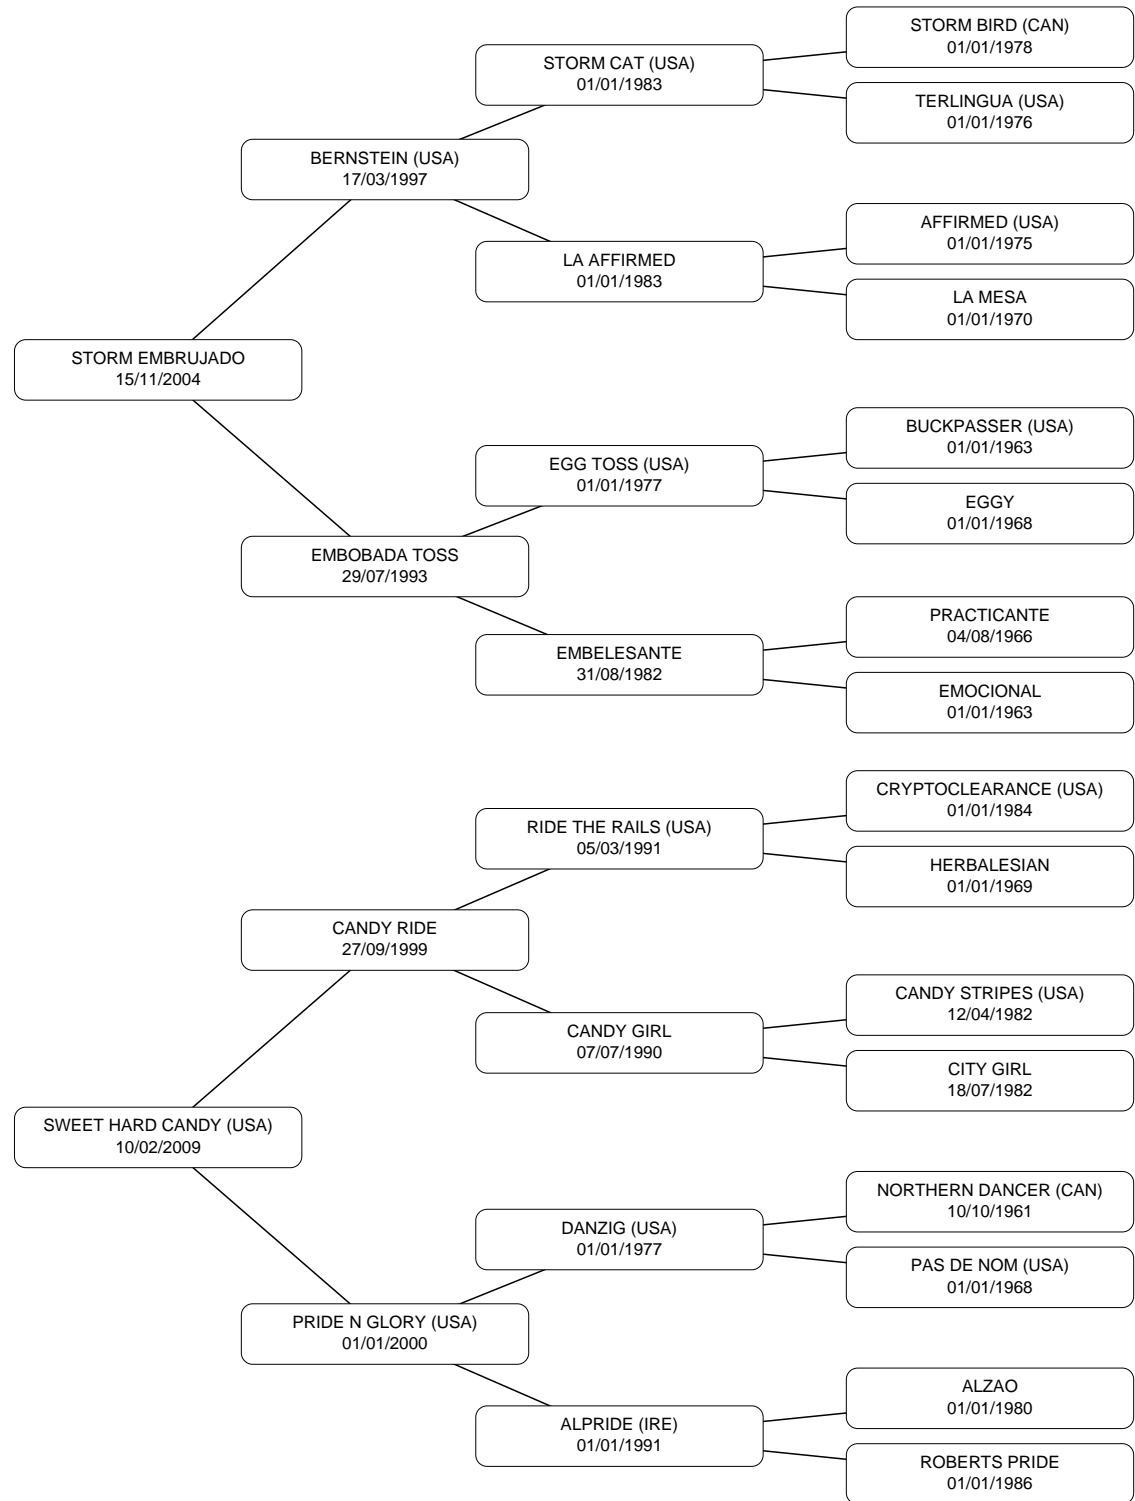 STORM BIRD (CAN)
01/01/1978
STORM CAT (USA)
01/01/1983
TERLINGUA (USA)
01/01/1976
BERNSTEIN (USA)
17/03/1997
AFFIRMED (USA)
01/01/1975
LA AFFIRMED
01/01/1983
LA MESA
01/01/1970
STORM EMBRUJADO
15/11/2004
BUCKPASSER (USA)
01/01/1963
EGG TOSS (USA)
01/01/1977
EGGY
01/01/1968
EMBOBADA TOSS
29/07/1993
PRACTICANTE
04/08/1966
EMBELESANTE
31/08/1982
EMOCIONAL
01/01/1963
CRYPTOCLEARANCE (USA)
01/01/1984
RIDE THE RAILS (USA)
05/03/1991
HERBALESIAN
01/01/1969
CANDY RIDE
27/09/1999
CANDY STRIPES (USA)
12/04/1982
CANDY GIRL
07/07/1990
CITY GIRL
18/07/1982
SWEET HARD CANDY (USA)
10/02/2009
NORTHERN DANCER (CAN)
10/10/1961
DANZIG (USA)
01/01/1977
PAS DE NOM (USA)
01/01/1968
PRIDE N GLORY (USA)
01/01/2000
ALZAO
01/01/1980
ALPRIDE (IRE)
01/01/1991
ROBERTS PRIDE
01/01/1986